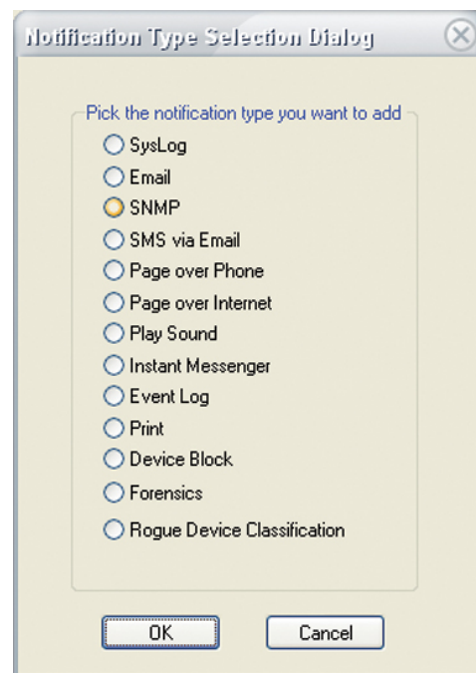 Notification Type Selection Dialog
Pick the notification type you want to add
SysLog
Email
SNMP
SMS via Email
Page over Phone
Page over Internet
Play Sound
Instant Messenger
Event Log
Print
Device Block
Forensics
Rogue Device Classification
OK
Cancel